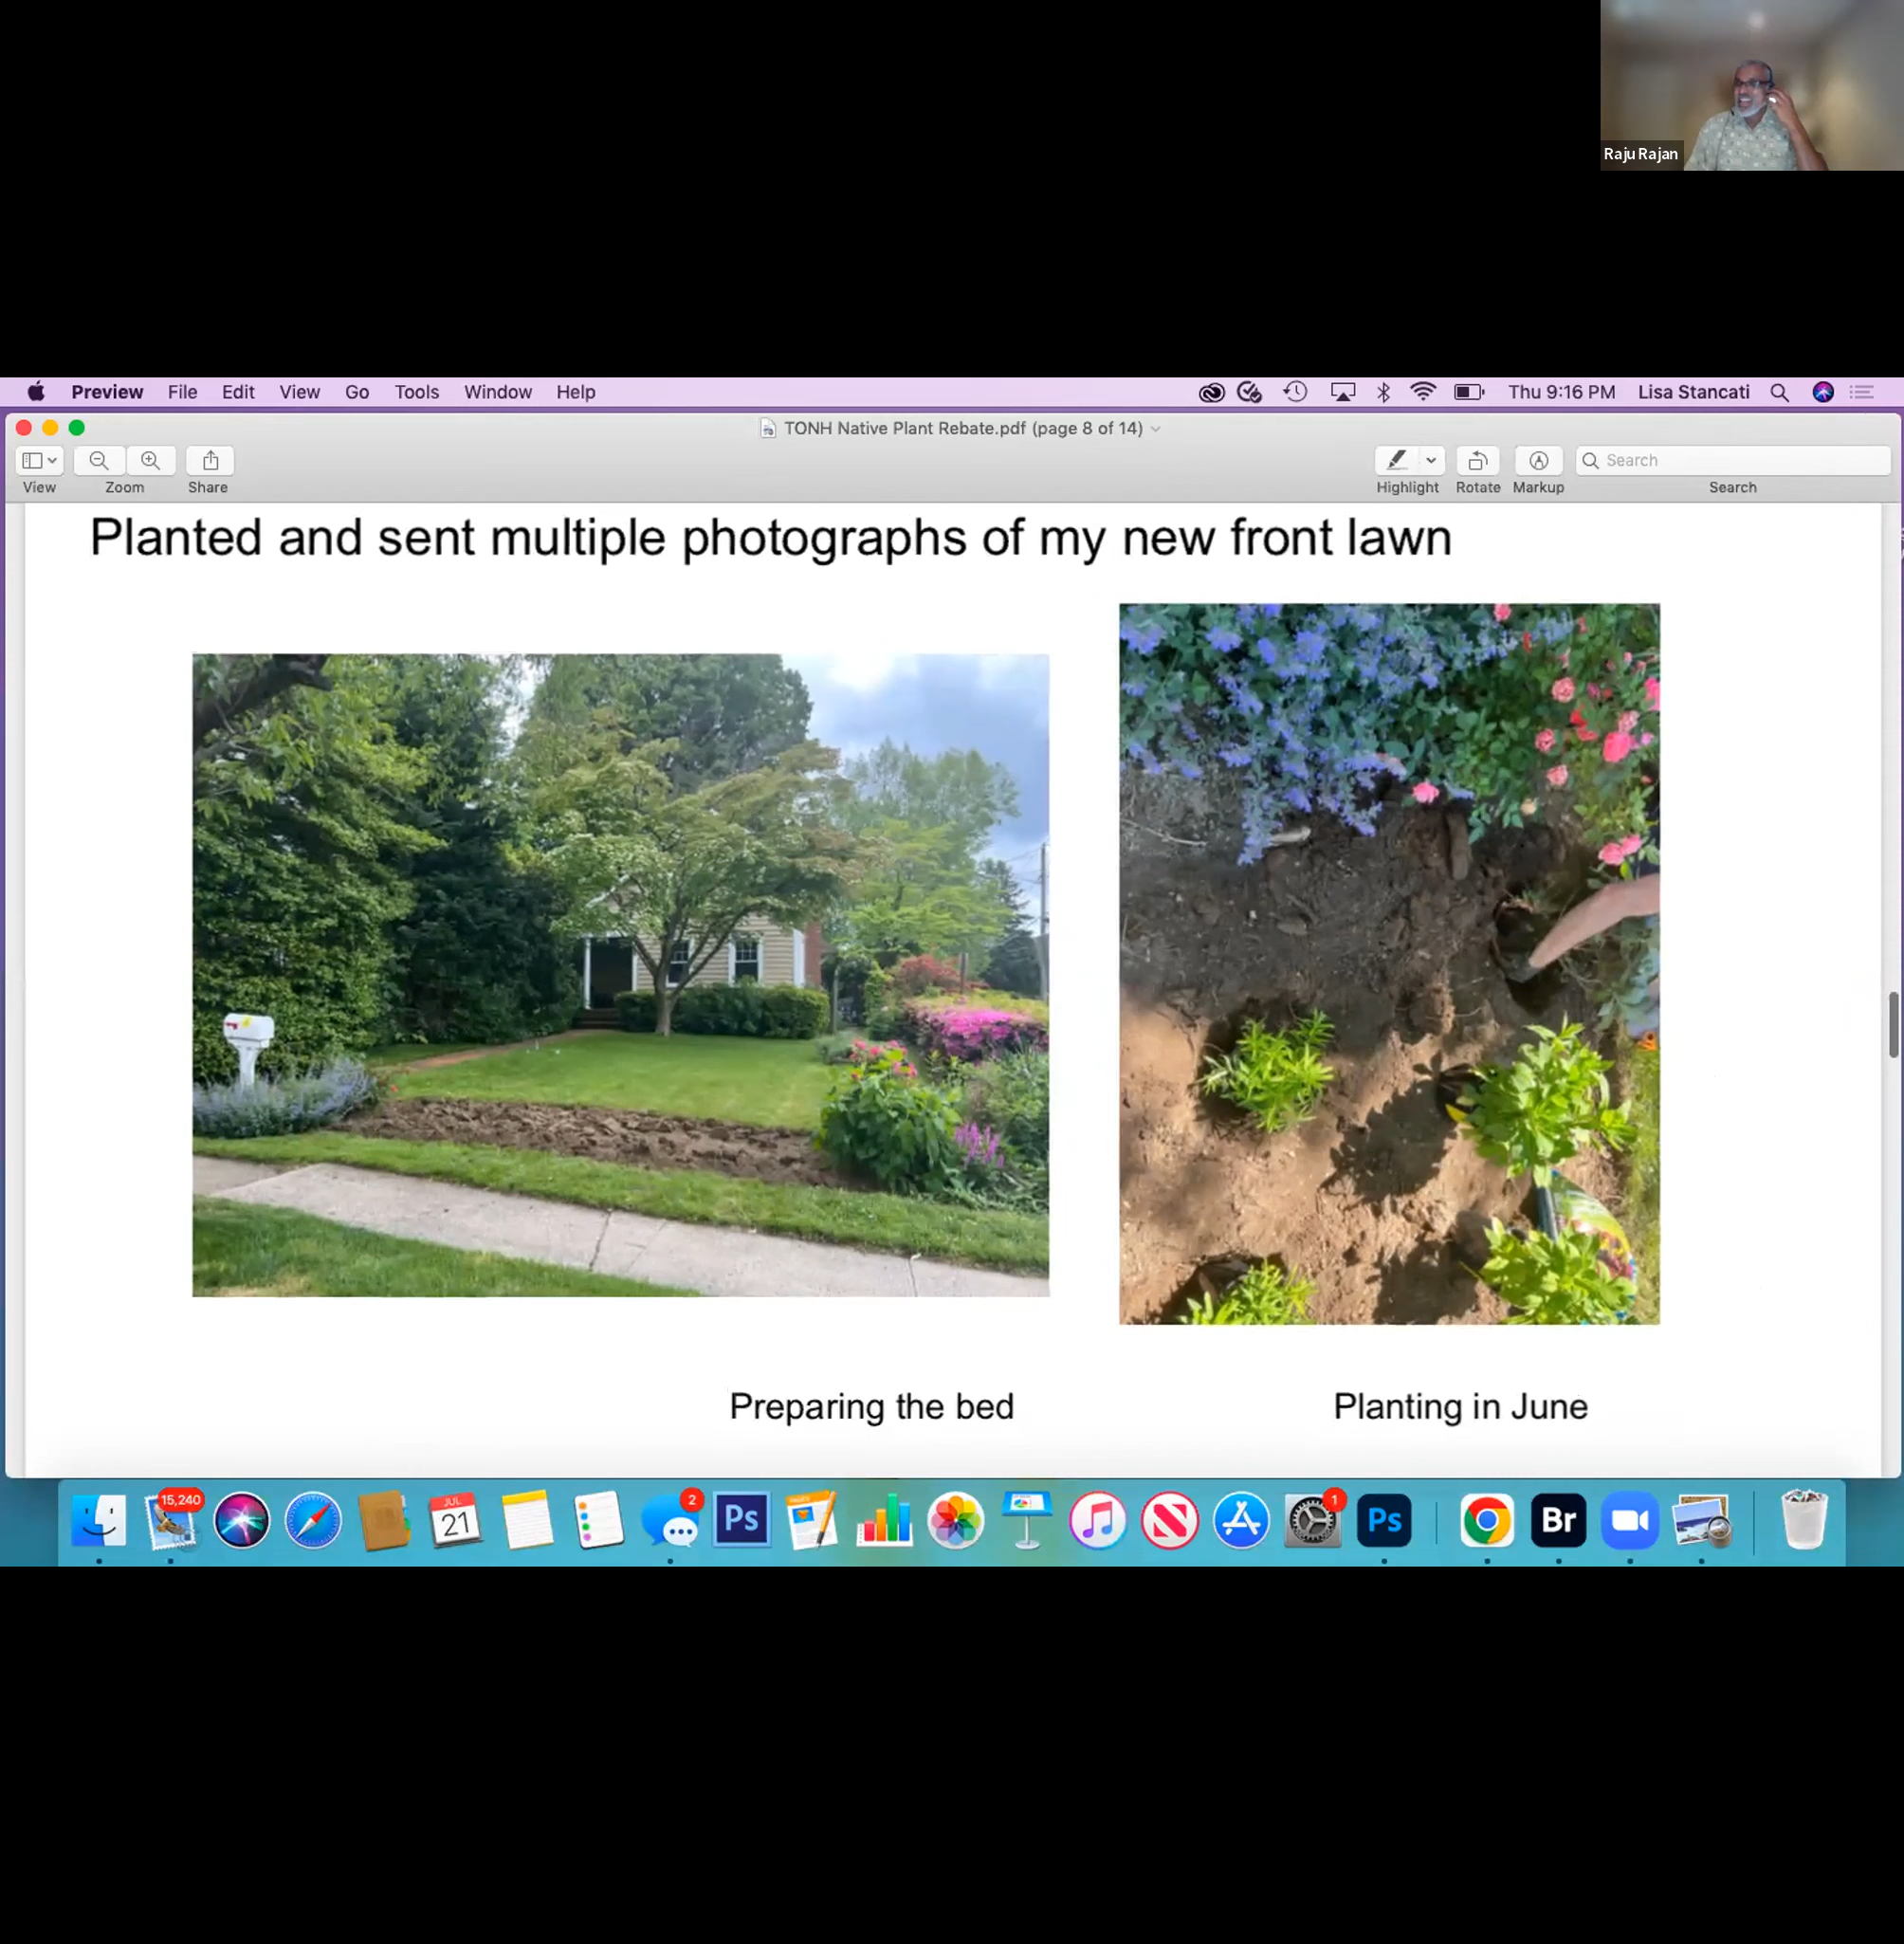 Raju Rajan
Preview File Edit View Go Tools Window Help Thu 9:16 PM Lisa Stancati
TONH Native Plant Rebate.pdf (page 8 of 14)
Search
View Zoom Share Highlight Rotate Markup Search
Planted and sent multiple photographs of my new front lawn
Preparing the bed Planting in June
15,240 2 1
JUL
21
Ps Ps Br